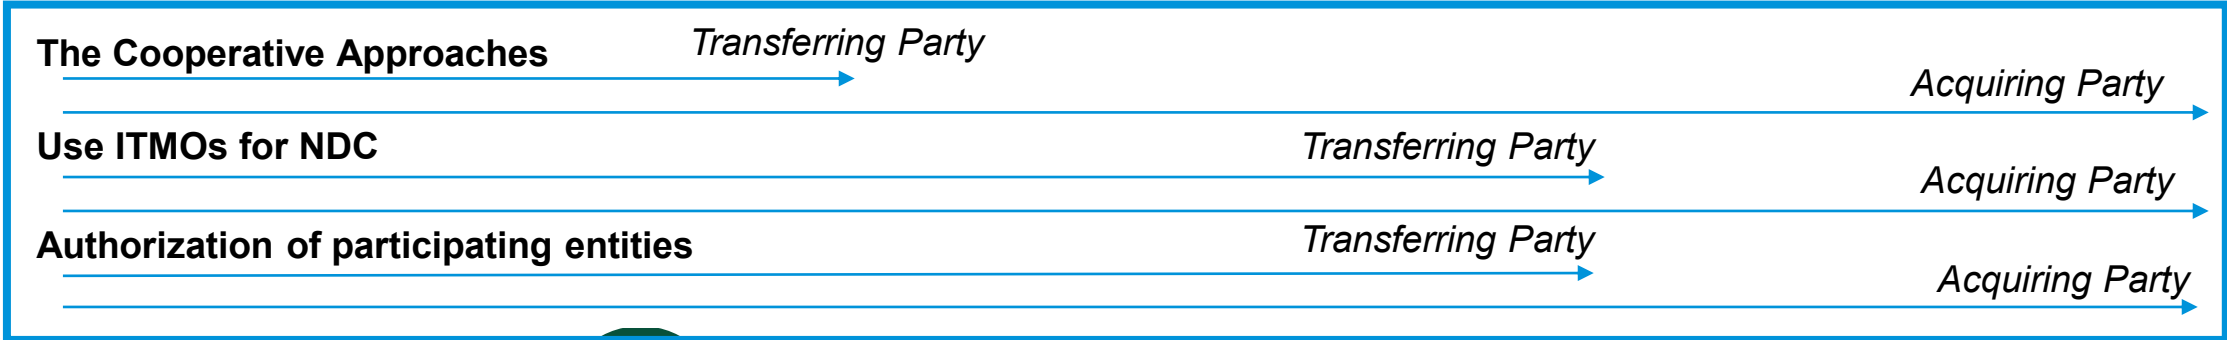 The Cooperative Approaches
Transferring Party
Acquiring Party
Use ITMOs for NDC
Transferring Party
Acquiring Party
Authorization of participating entities
Transferring Party
Acquiring Party